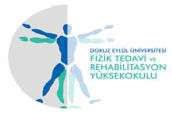 DOKUZ EYLÜL ÜNİVERSİTESİ
FİZİK TEDAVİ VE
REHABİLİTASYON
YÜKSEKOKULU